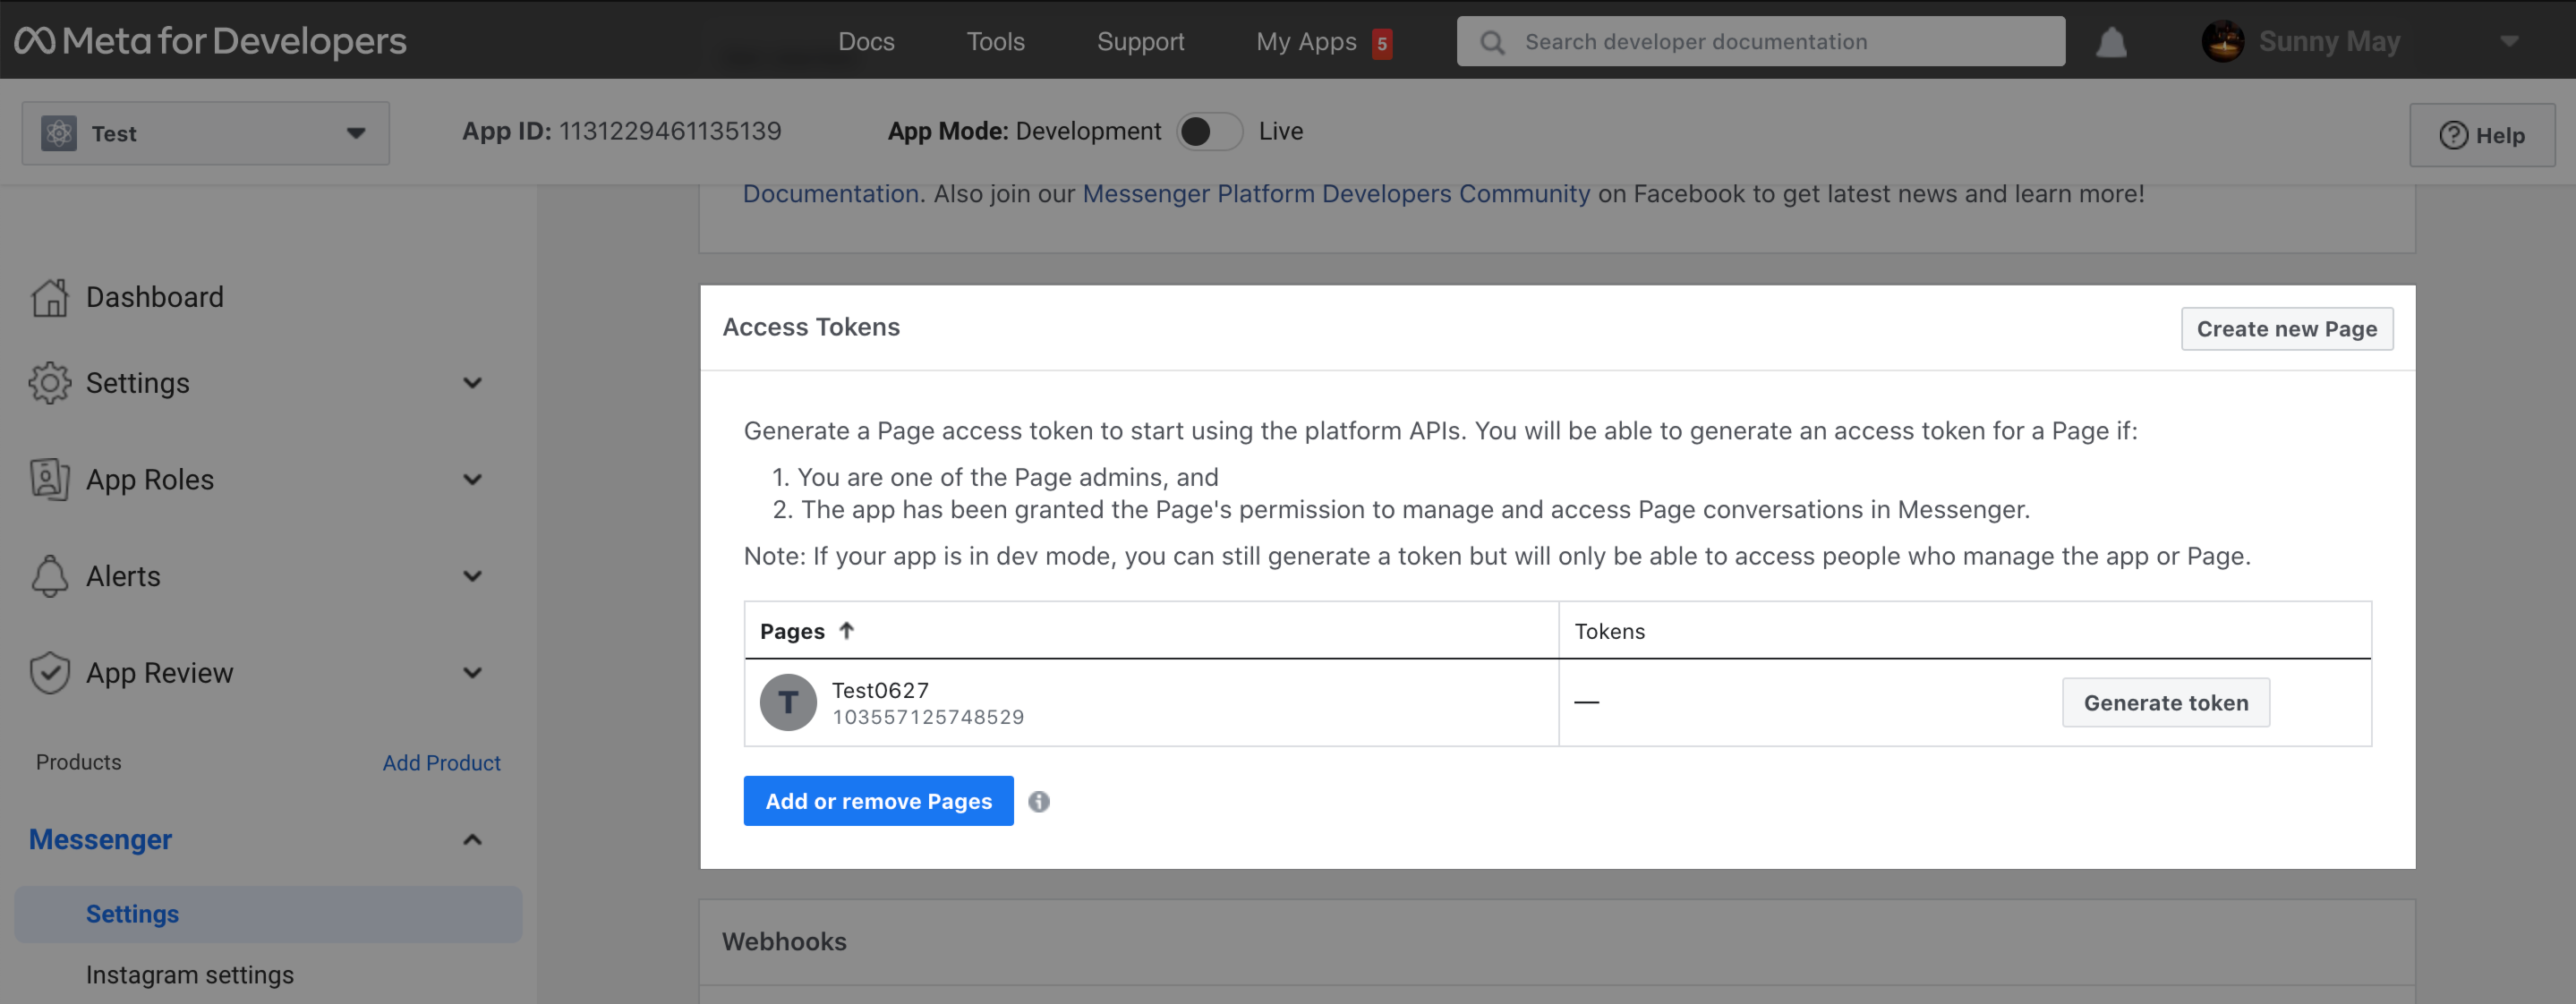 Meta for Developers
Docs
Tools
Support
My Apps 5
Search developer documentation
Sunny May
Test
App ID: 1131229461135139
App Mode: Development
Live
Help
Documentation. Also join our Messenger Platform Developers Community on Facebook to get latest news and learn more!
Dashboard
Settings
App Roles
Alerts
App Review
Products
Add Product
Messenger
Settings
Instagram settings
Access Tokens
Create new Page
Generate a Page access token to start using the platform APIs. You will be able to generate an access token for a Page if:
1. You are one of the Page admins, and
2. The app has been granted the Page's permission to manage and access Page conversations in Messenger.
Note: If your app is in dev mode, you can still generate a token but will only be able to access people who manage the app or Page.
Pages
Tokens
T
Test0627
103557125748529
—
Generate token
Add or remove Pages
Webhooks